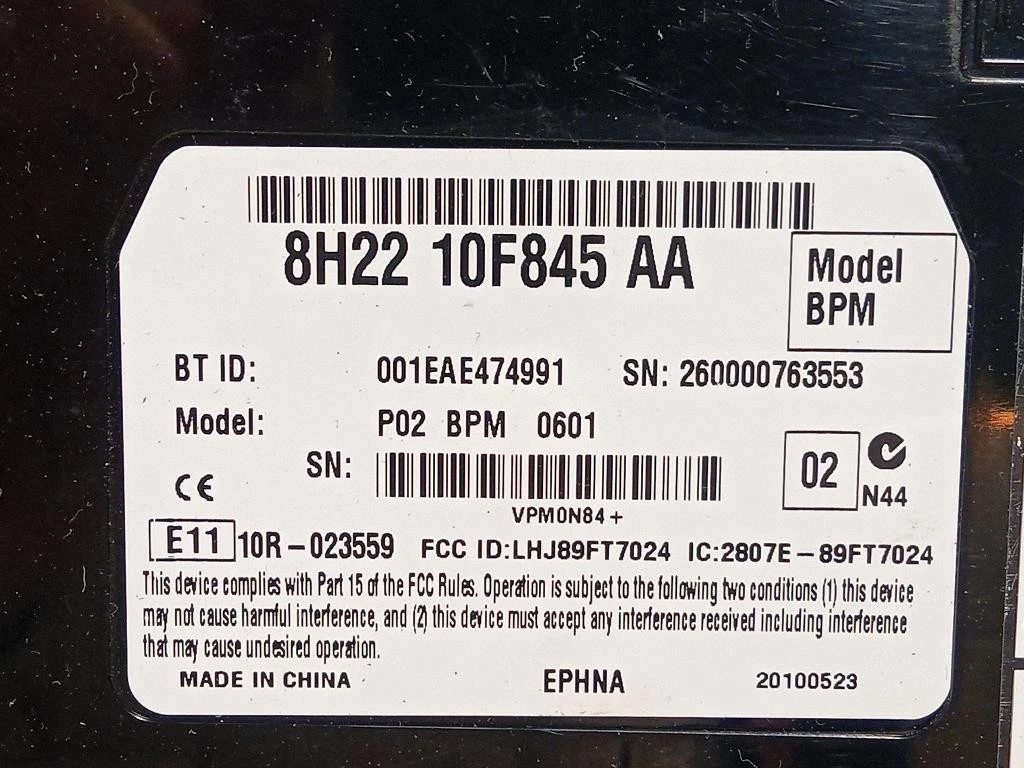 8H22 10F845 AA
Model
BPM
BT ID: 001EAE474991 SN: 260000763553
Model: P02 BPM 0601
SN:
02
N44
VPM0N84+
CE
E11 10R-023559 FCC ID:LHJ89FT7024 IC:2807E-89FT7024
This device complies with Part 15 of the FCC Rules. Operation is subject to the following two conditions (1) this device
may not cause harmful interference, and (2) this device must accept any interference received including interference
that may cause undesired operation.
MADE IN CHINA EPHNA 20100523